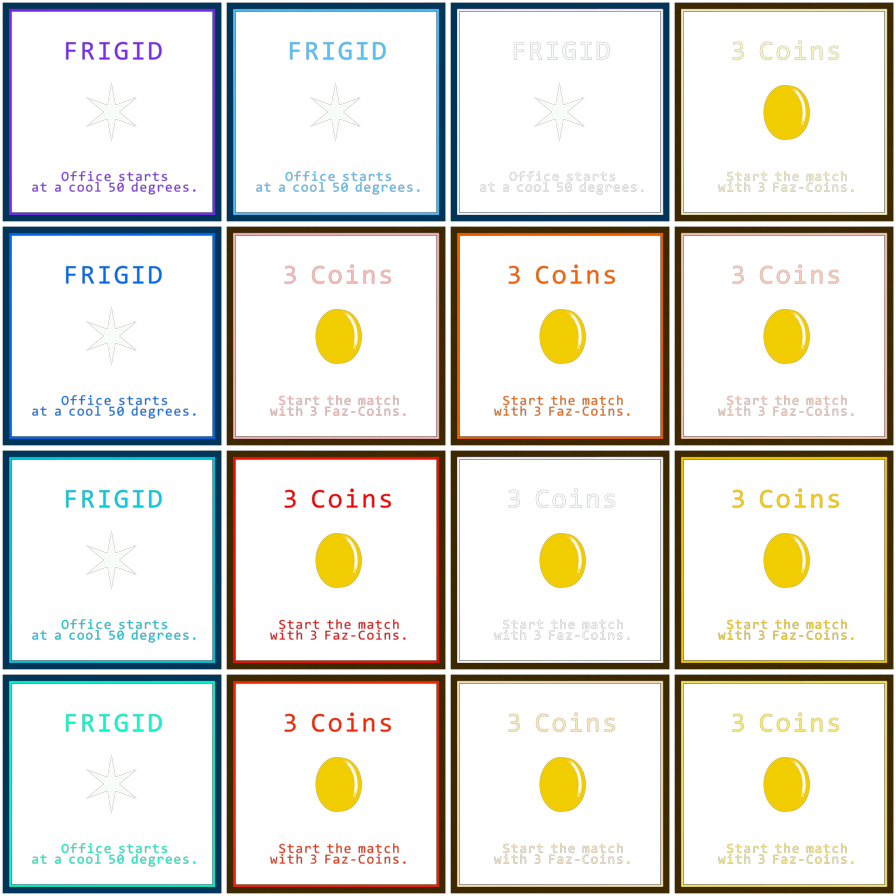 FRIGID
Office starts
at a cool 50 degrees.
FRIGID
Office starts
at a cool 50 degrees.
FRIGID
Office starts
at a cool 50 degrees.
3 Coins
Start the match
with 3 Faz-Coins.
FRIGID
Office starts
at a cool 50 degrees.
3 Coins
Start the match
with 3 Faz-Coins.
3 Coins
Start the match
with 3 Faz-Coins.
3 Coins
Start the match
with 3 Faz-Coins.
FRIGID
Office starts
at a cool 50 degrees.
3 Coins
Start the match
with 3 Faz-Coins.
3 Coins
Start the match
with 3 Faz-Coins.
3 Coins
Start the match
with 3 Faz-Coins.
FRIGID
Office starts
at a cool 50 degrees.
3 Coins
Start the match
with 3 Faz-Coins.
3 Coins
Start the match
with 3 Faz-Coins.
3 Coins
Start the match
with 3 Faz-Coins.